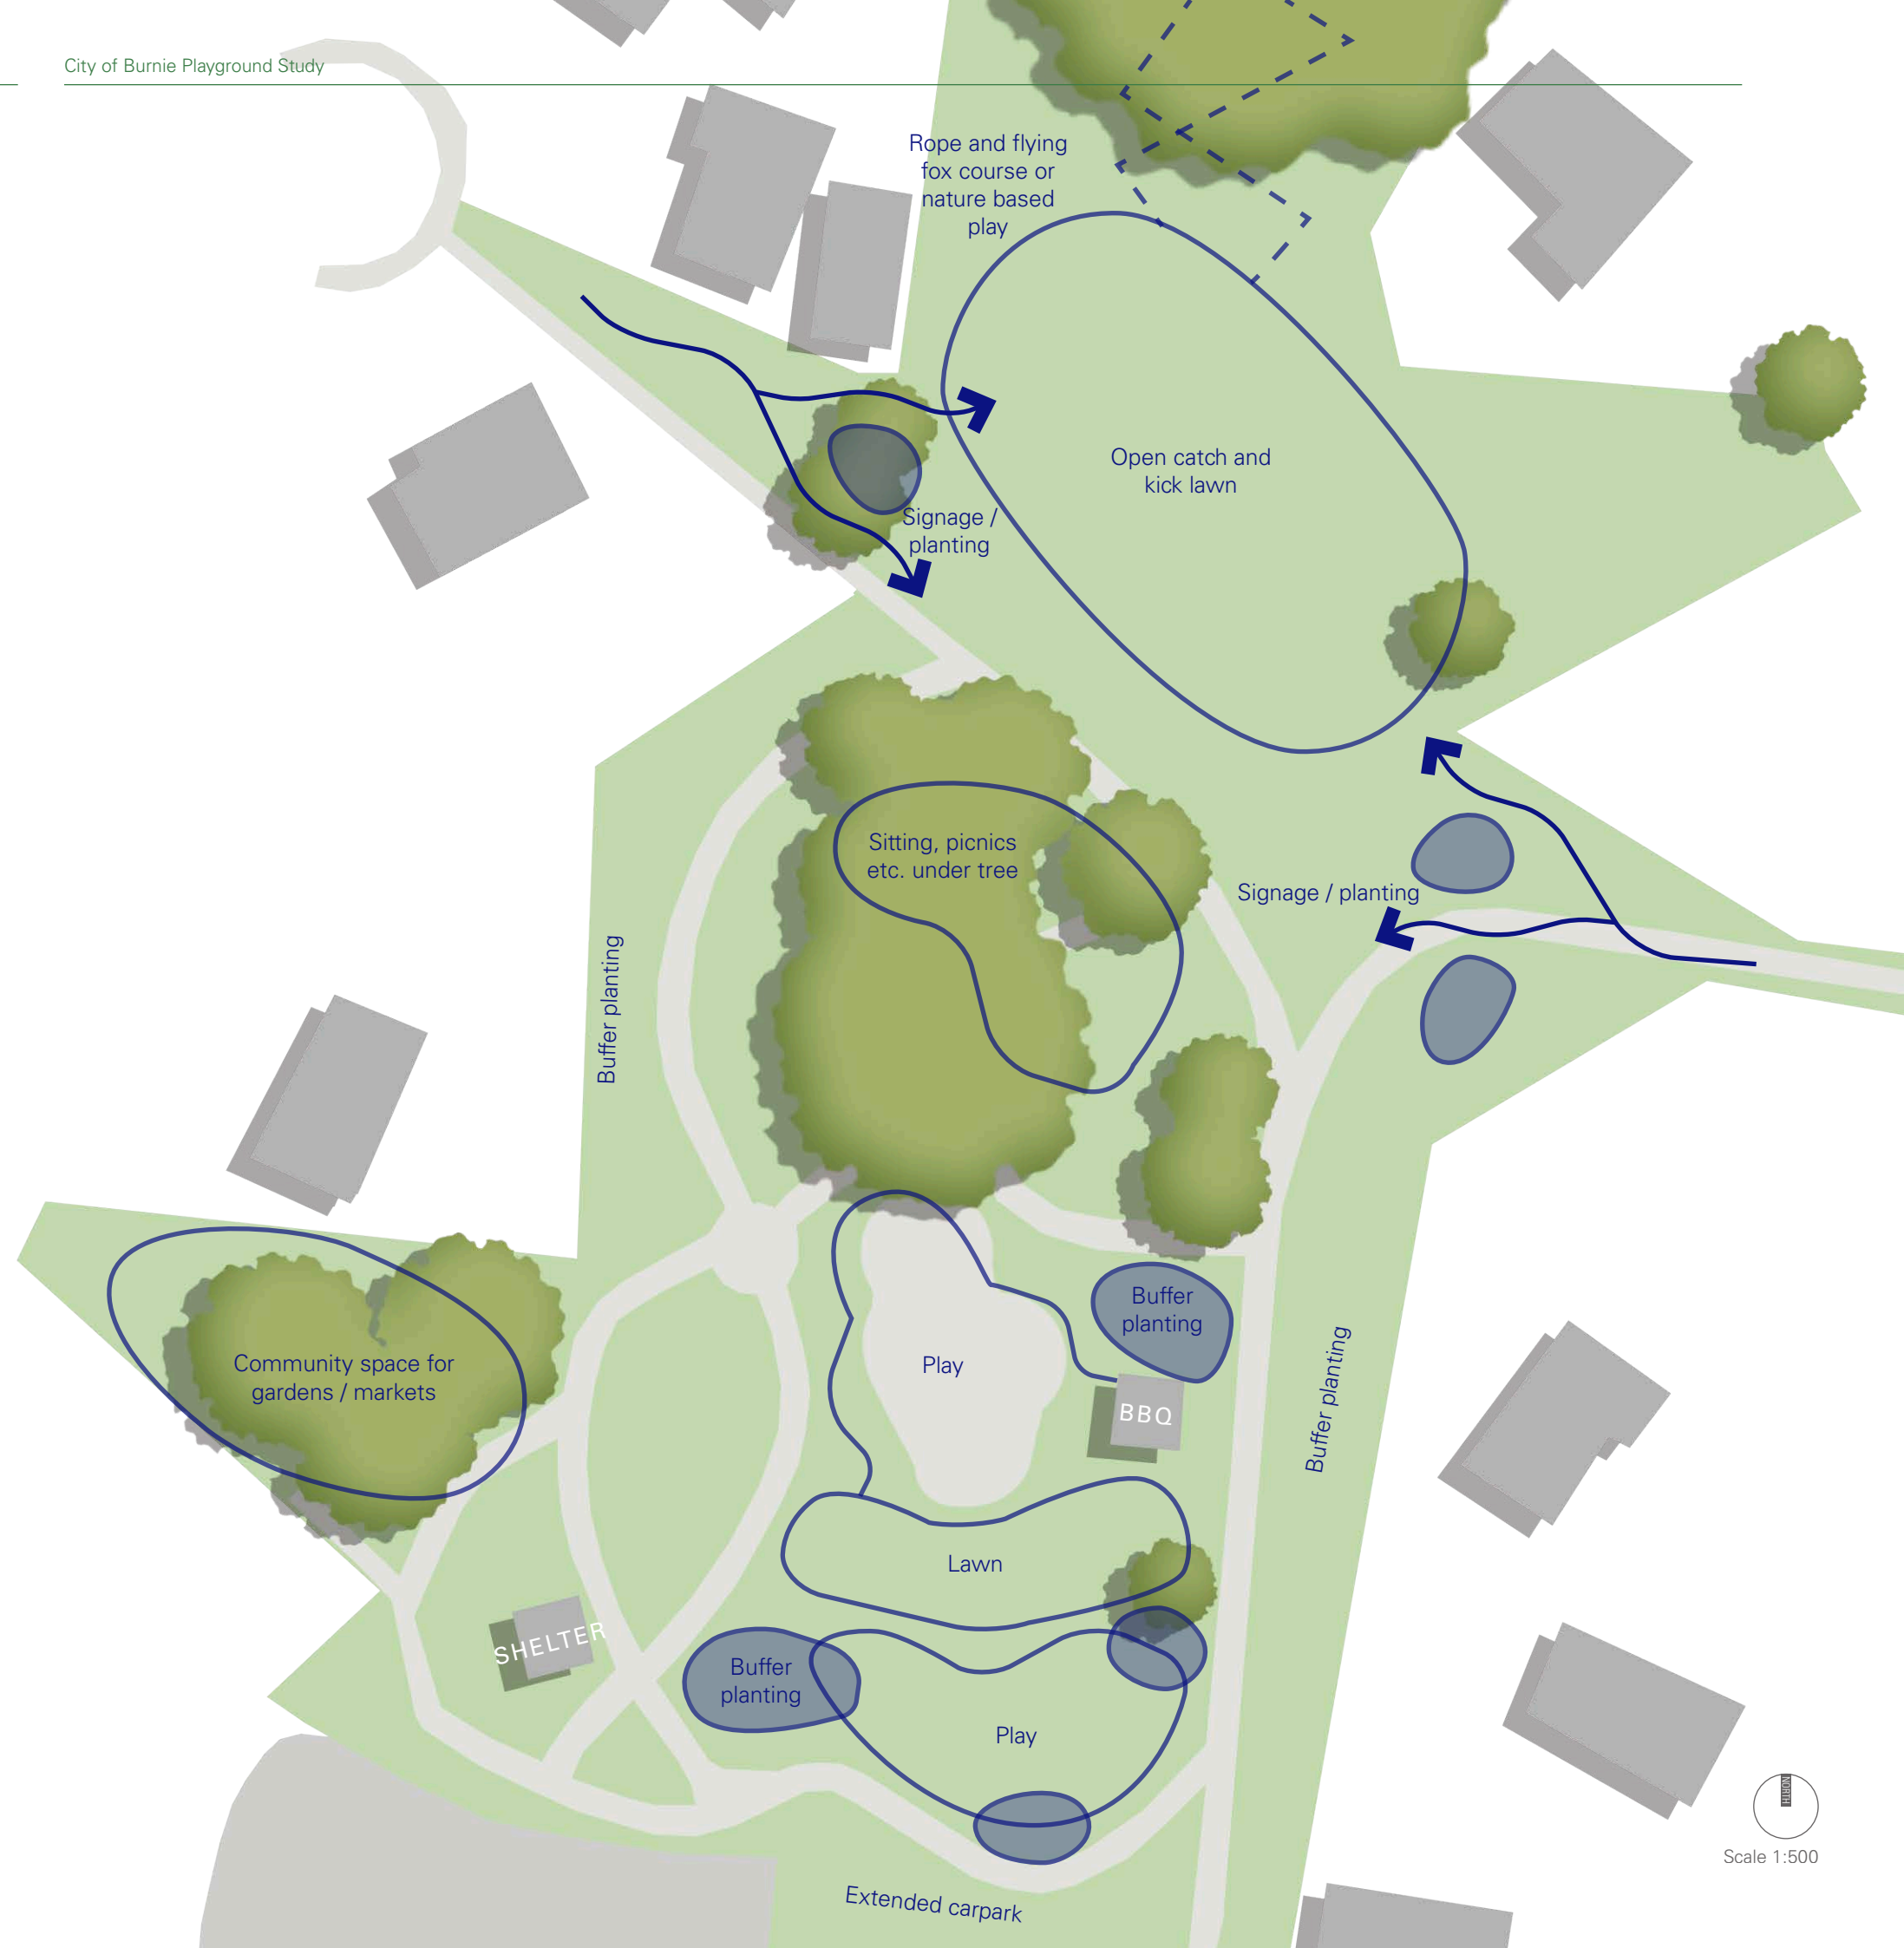 City of Burnie Playground Study
Rope and flying
fox course or
nature based
play
Open catch and
kick lawn
Signage /
planting
Sitting, picnics
etc. under tree
Signage / planting
Buffer planting
Buffer
planting
Community space for
gardens / markets
Play
BBQ
Buffer planting
Lawn
SHELTER
Buffer
planting
Play
NORTH
Scale 1:500
Extended carpark